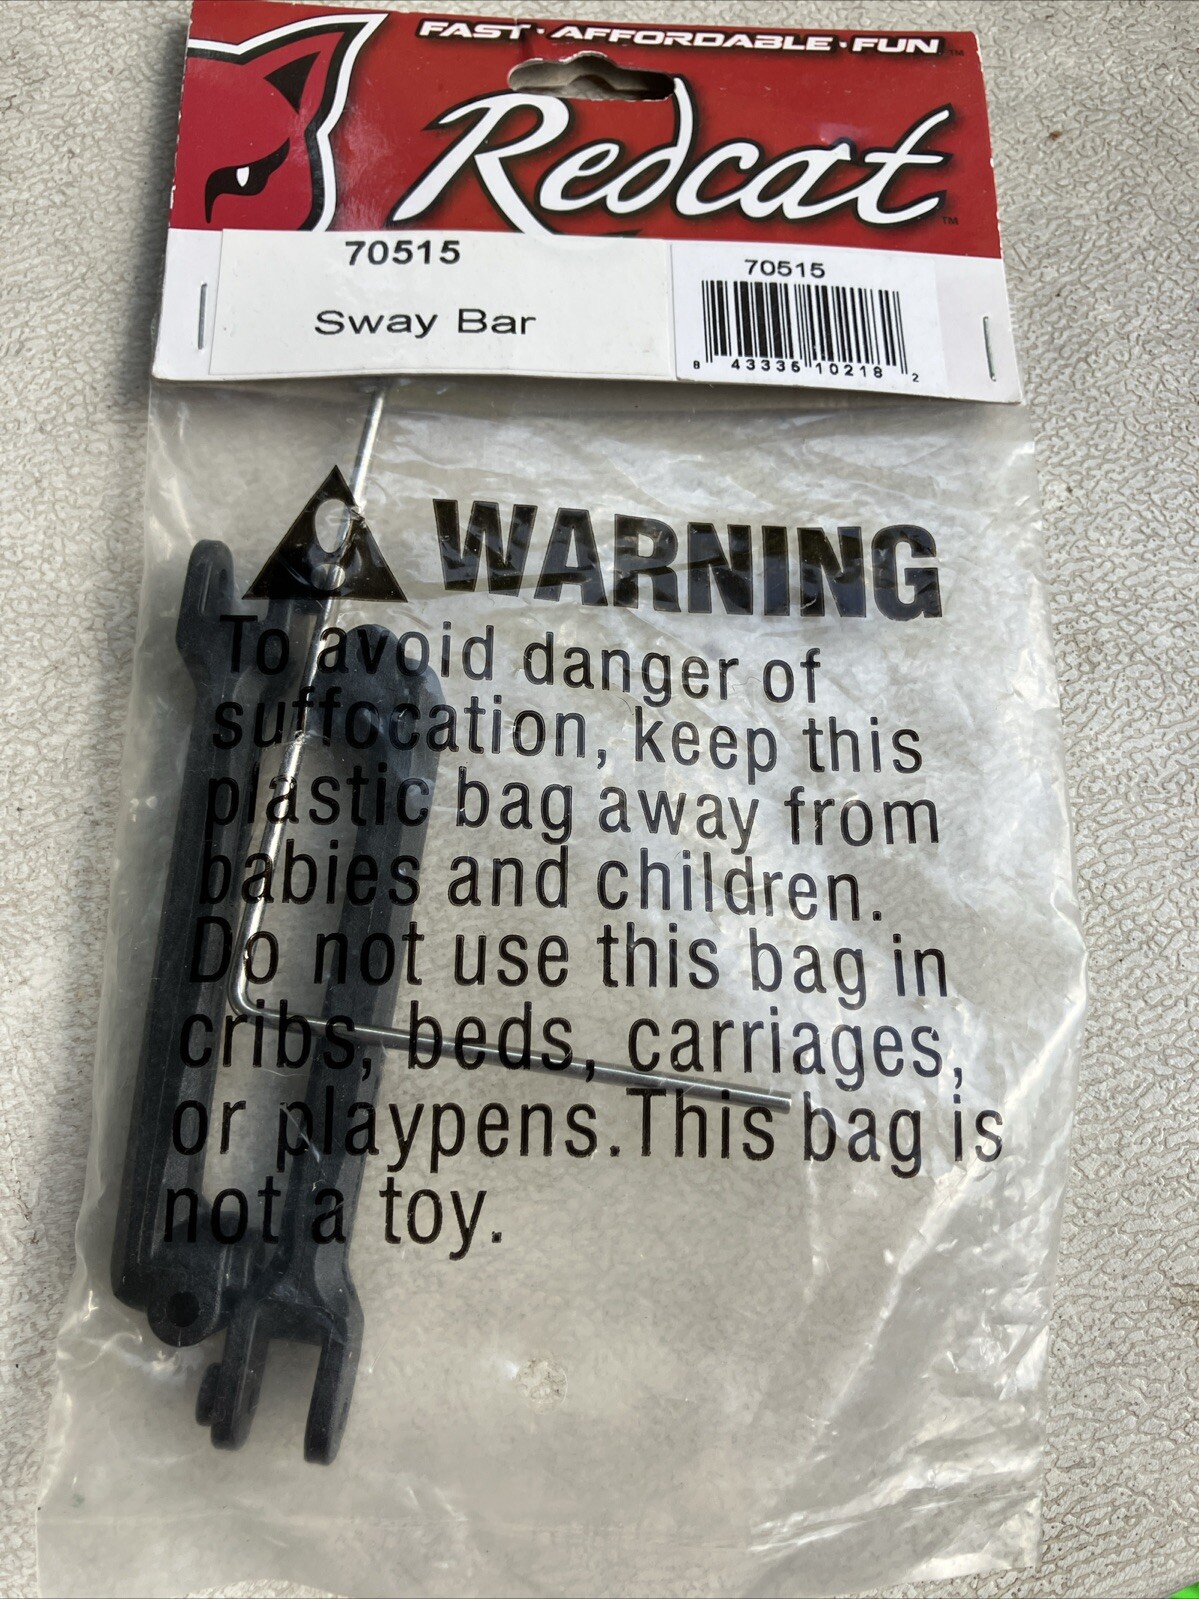 FAST · AFFORDABLE · FUN™
Redcat™
70515
Sway Bar
70515
8 43336 10218 2
WARNING
To avoid danger of
suffocation, keep this
plastic bag away from
babies and children.
Do not use this bag in
cribs, beds, carriages,
or playpens.This bag is
not a toy.